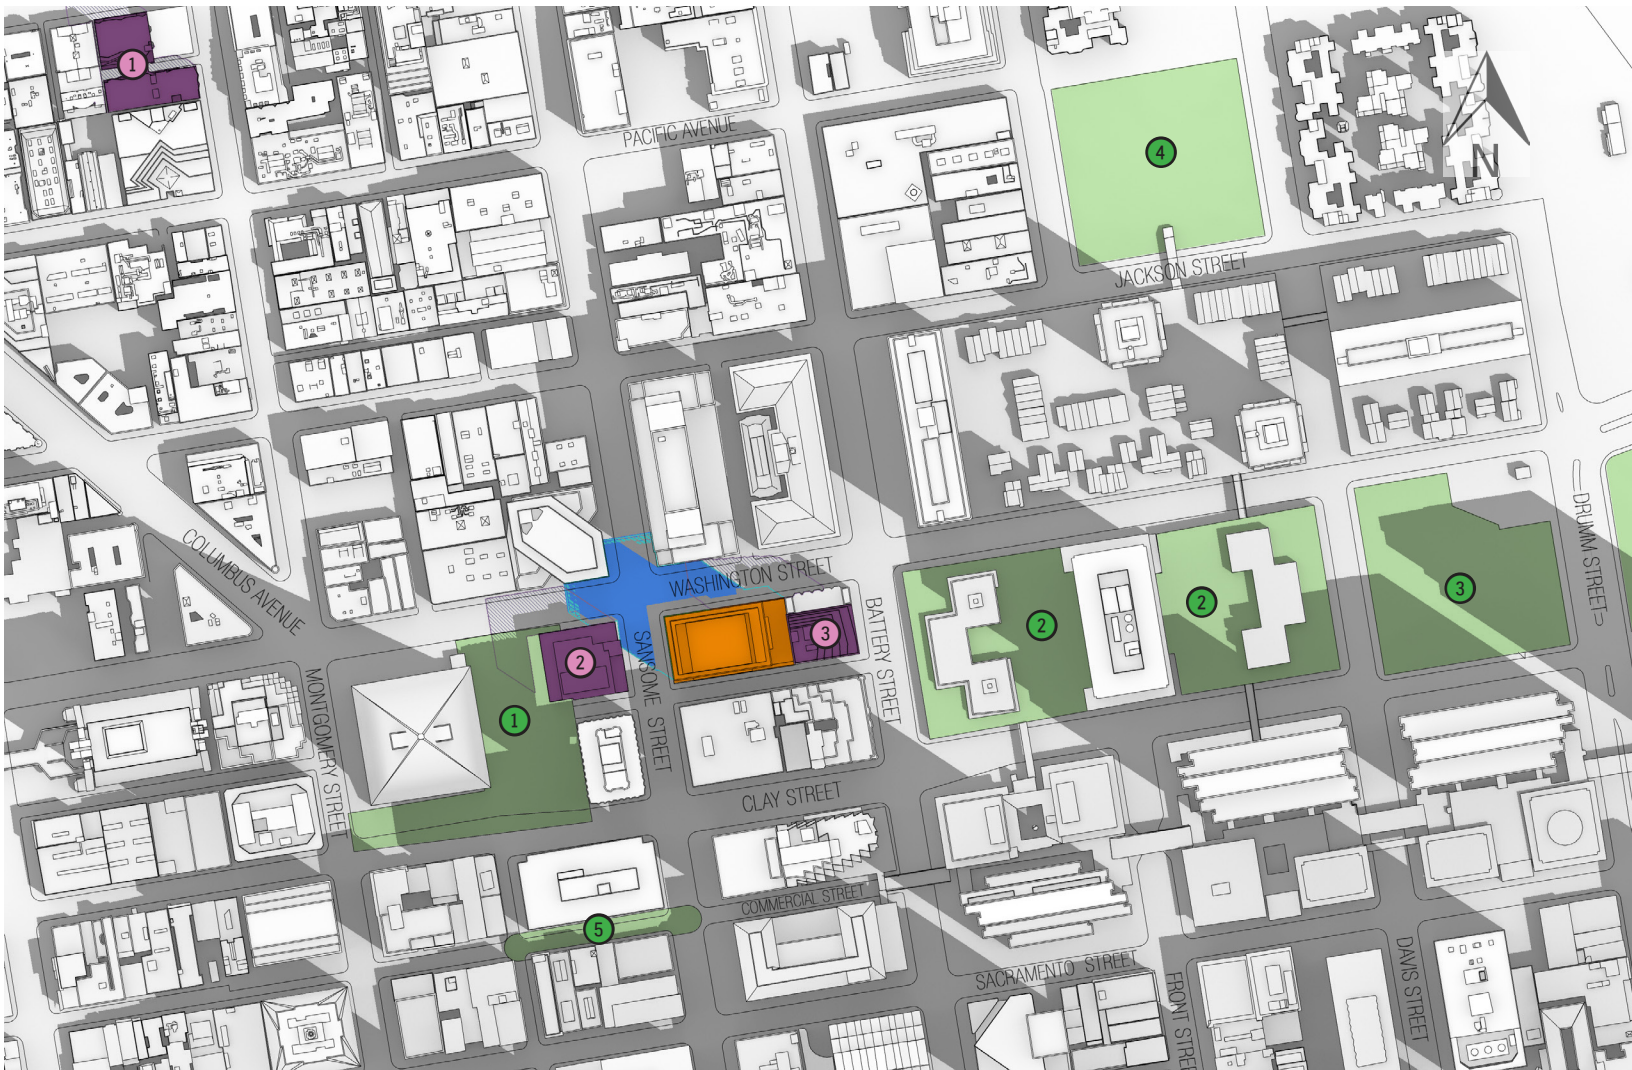 1
PACIFIC AVENUE
4
N
JACKSON STREET
COLUMBUS AVENUE
WASHINGTON STREET
DRUMM STREET
3
2
2
BATTERY STREET
3
2
SANSOME STREET
1
MONTGOMERY STREET
CLAY STREET
COMMERCIAL STREET
5
SACRAMENTO STREET
FRONT STREET
DAVIS STREET